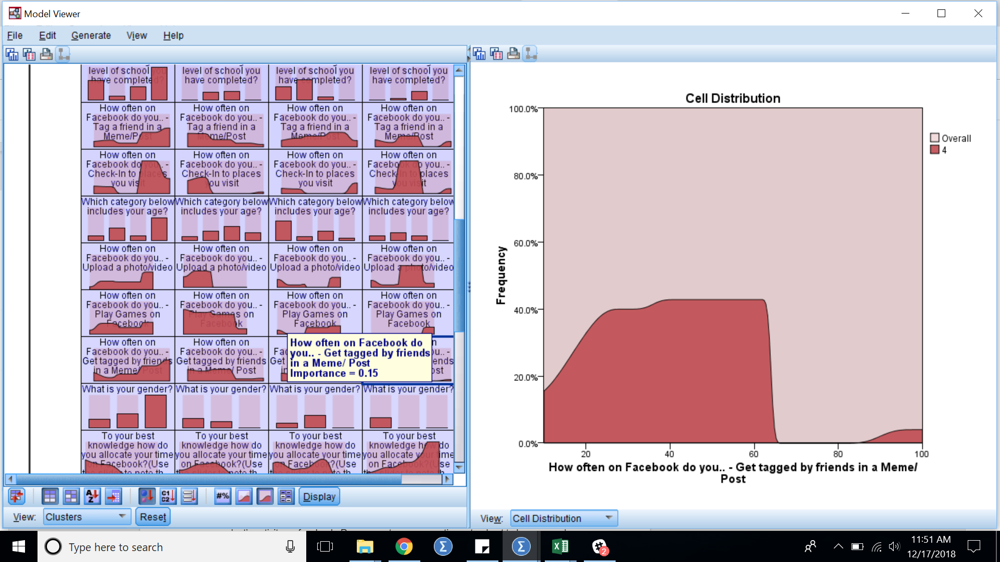 Model Viewer
File Edit Generate View Help
level of school you level of school you level of school you level of school you
have completed? have completed? have completed? have completed?
How often on How often on How often on How often on
Facebook do you.. - Facebook do you.. - Facebook do you.. - Facebook do you.. -
Tag a friend in a Tag a friend in a Tag a friend in a Tag a friend in a
Meme/Post Meme/Post Meme/Post Meme/Post
How often on How often on How often on How often on
Facebook do you.. - Facebook do you.. - Facebook do you.. - Facebook do you.. -
Check-In to places Check-In to places Check-In to places Check-In to places
you visit you visit you visit you visit
Which category below Which category below Which category below Which category below
includes your age? includes your age? includes your age? includes your age?
How often on How often on How often on How often on
Facebook do you.. - Facebook do you.. - Facebook do you.. - Facebook do you.. -
Upload a photo/video Upload a photo/video Upload a photo/video Upload a photo/video
How often on How often on How often on How often on
Facebook do you.. - Facebook do you.. - Facebook do you.. - Facebook do you.. -
Play Games on Play Games on Play Games on Play Games on
Facebook Facebook Facebook Facebook
How often on How often on
Facebook do you.. - Facebook do you.. -
Get tagged by friends Get tagged by friends Get
in a Meme/ Post in a Meme/ Post
How often on Facebook do
you.. - Get tagged by friends
in a Meme/ Post
Importance = 0.15
What is your gender? What is your gender? What is your gender? What is your gender?
To your best To your best To your best To your best
knowledge how do knowledge how do knowledge how do knowledge how do
you allocate your time you allocate your time you allocate your time you allocate your time
on Facebook?(Use on Facebook?(Use on Facebook?(Use on Facebook?(Use
#% Display
View: Clusters Reset
Cell Distribution
100.0%
80.0%
60.0%
40.0%
20.0%
0.0%
Frequency
20 40 60 80 100
How often on Facebook do you.. - Get tagged by friends in a Meme/
Post
Overall
4
View: Cell Distribution
Type here to search
2
11:51 AM
12/17/2018